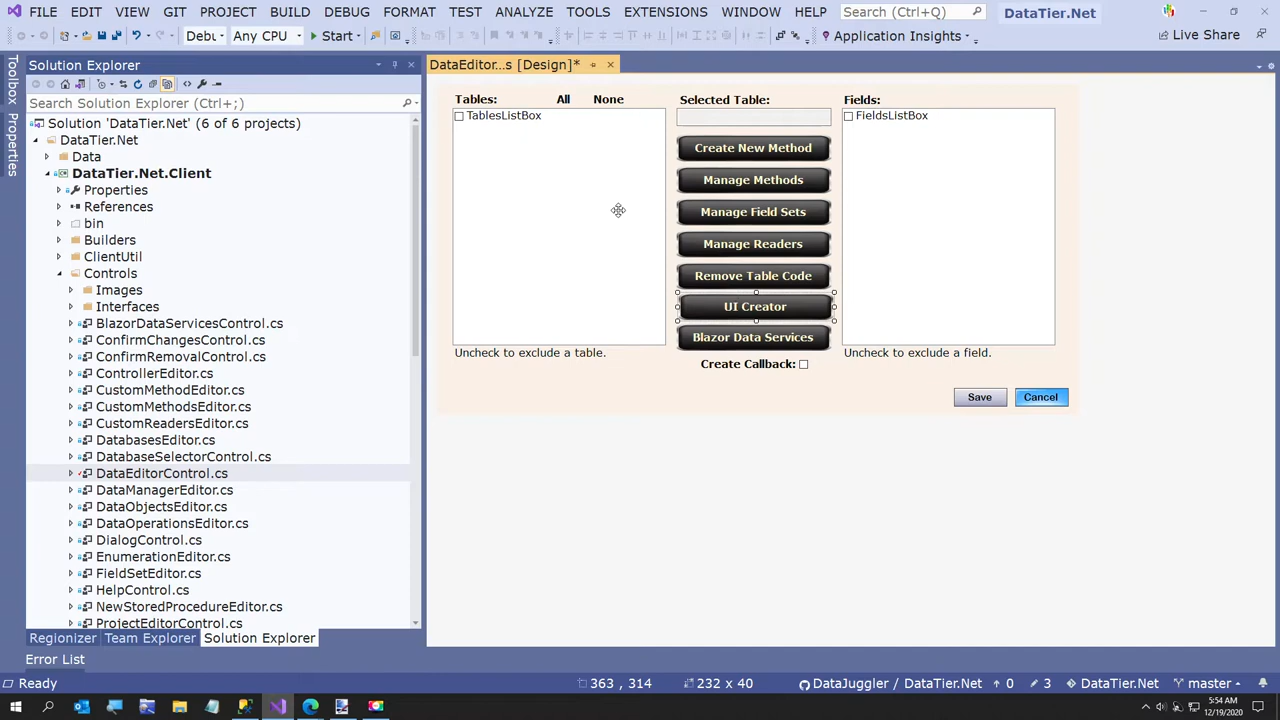 FILE EDIT VIEW GIT PROJECT BUILD DEBUG FORMAT TEST ANALYZE TOOLS EXTENSIONS WINDOW HELP Search (Ctrl+Q) DataTier.Net
Debu Any CPU Start Application Insights Live Share
Toolbox
Properties
Solution Explorer
Search Solution Explorer (Ctrl+;)
Solution 'DataTier.Net' (6 of 6 projects)
DataTier.Net
Data
DataTier.Net.Client
Properties
References
bin
Builders
ClientUtil
Controls
Images
Interfaces
BlazorDataServicesControl.cs
ConfirmChangesControl.cs
ConfirmRemovalControl.cs
ControllerEditor.cs
CustomMethodEditor.cs
CustomMethodsEditor.cs
CustomReadersEditor.cs
DatabasesEditor.cs
DatabaseSelectorControl.cs
DataEditorControl.cs
DataManagerEditor.cs
DataObjectsEditor.cs
DataOperationsEditor.cs
DialogControl.cs
EnumerationEditor.cs
FieldSetEditor.cs
HelpControl.cs
NewStoredProcedureEditor.cs
ProjectEditorControl.cs
Regionizer Team Explorer Solution Explorer
DataEditor...s [Design]*
Tables: All None Selected Table: Fields:
TablesListBox FieldsListBox
Create New Method
Manage Methods
Manage Field Sets
Manage Readers
Remove Table Code
UI Creator
Blazor Data Services
Uncheck to exclude a table. Uncheck to exclude a field.
Create Callback:
Save Cancel
Error List
Ready 363 , 314 232 x 40 DataJuggler / DataTier.Net 0 3 DataTier.Net master
5:54 AM
12/19/2020